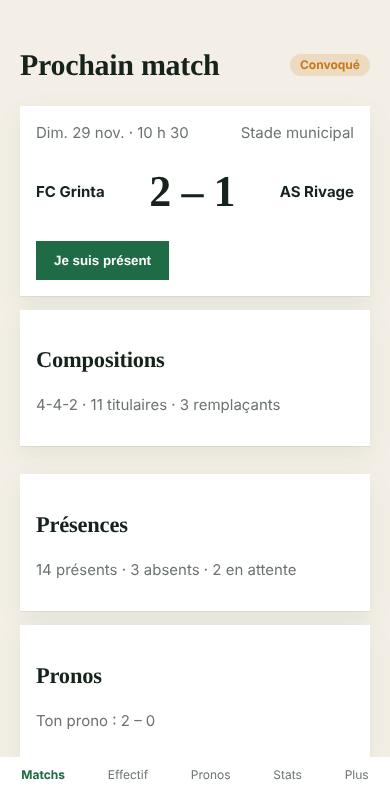 Prochain match
Convoqué
Dim. 29 nov. · 10 h 30
Stade municipal
FC Grinta
2 – 1
AS Rivage
Je suis présent
Compositions
4-4-2 · 11 titulaires · 3 remplaçants
Présences
14 présents · 3 absents · 2 en attente
Pronos
Ton prono : 2 – 0
Matchs
Effectif
Pronos
Stats
Plus